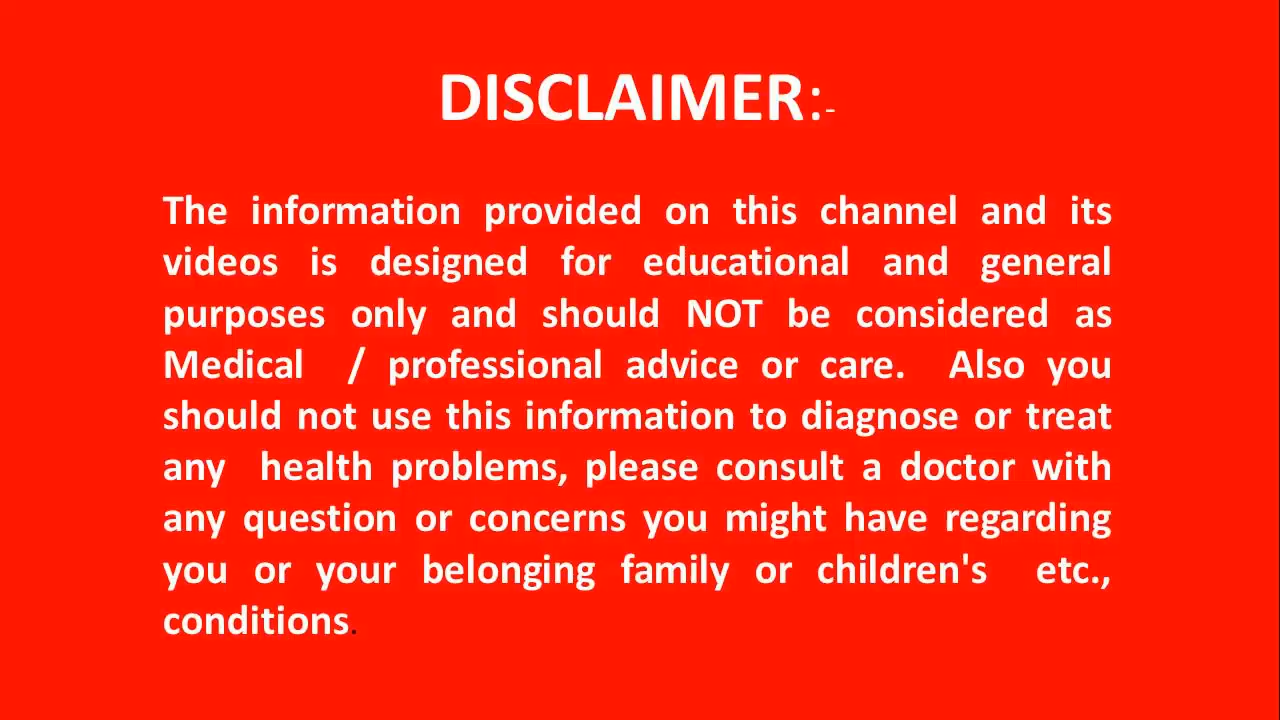 DISCLAIMER:-
The information provided on this channel and its
videos is designed for educational and general
purposes only and should NOT be considered as
Medical / professional advice or care. Also you
should not use this information to diagnose or treat
any health problems, please consult a doctor with
any question or concerns you might have regarding
you or your belonging family or children's etc.,
conditions.